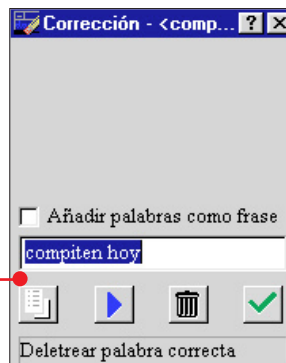 Corrección - <comp...
Añadir palabras como frase
compiten hoy
Deletrear palabra correcta